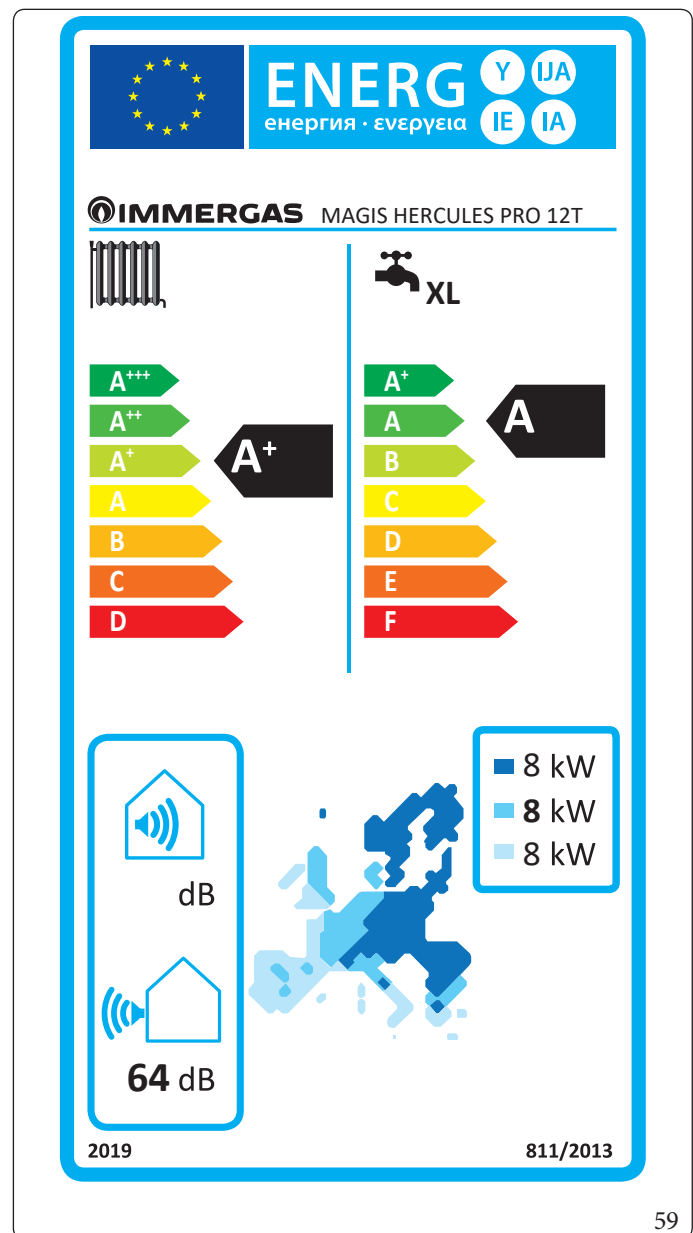 ENERG Y IJA
енергия · ενεργεια IE IA
IMMERGAS MAGIS HERCULES PRO 12T
XL
A+++
A++
A+
A
B
C
D
A+
A+
A
B
C
D
E
F
A
dB
64 dB
8 kW
8 kW
8 kW
2019
811/2013
59